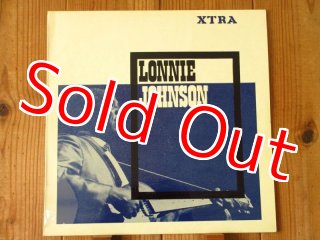 XTRA
LONNIE
JOHNSON
Sold Out